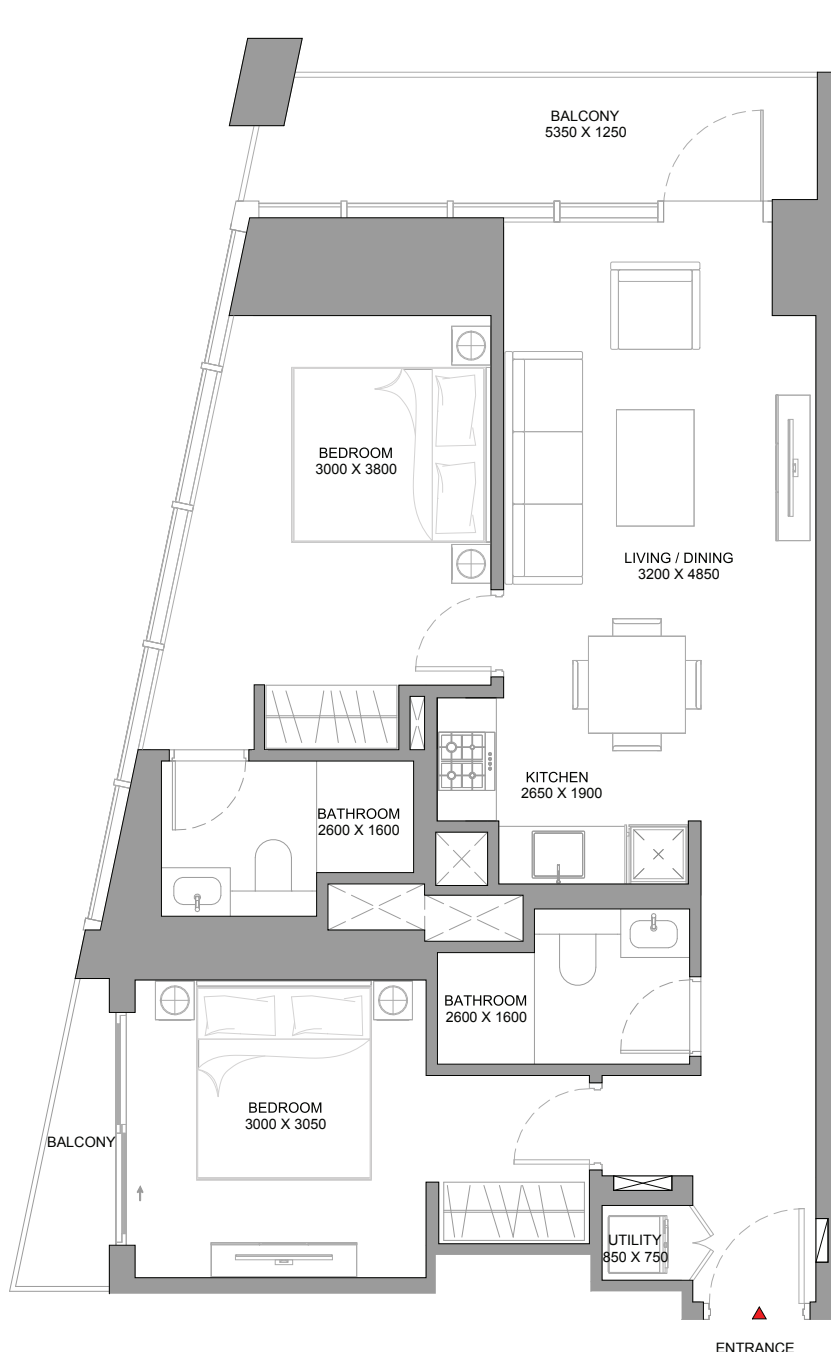 BALCONY
5350 X 1250
BEDROOM
3000 X 3800
LIVING / DINING
3200 X 4850
KITCHEN
2650 X 1900
BATHROOM
2600 X 1600
BATHROOM
2600 X 1600
BEDROOM
3000 X 3050
BALCONY
UTILITY
850 X 750
ENTRANCE